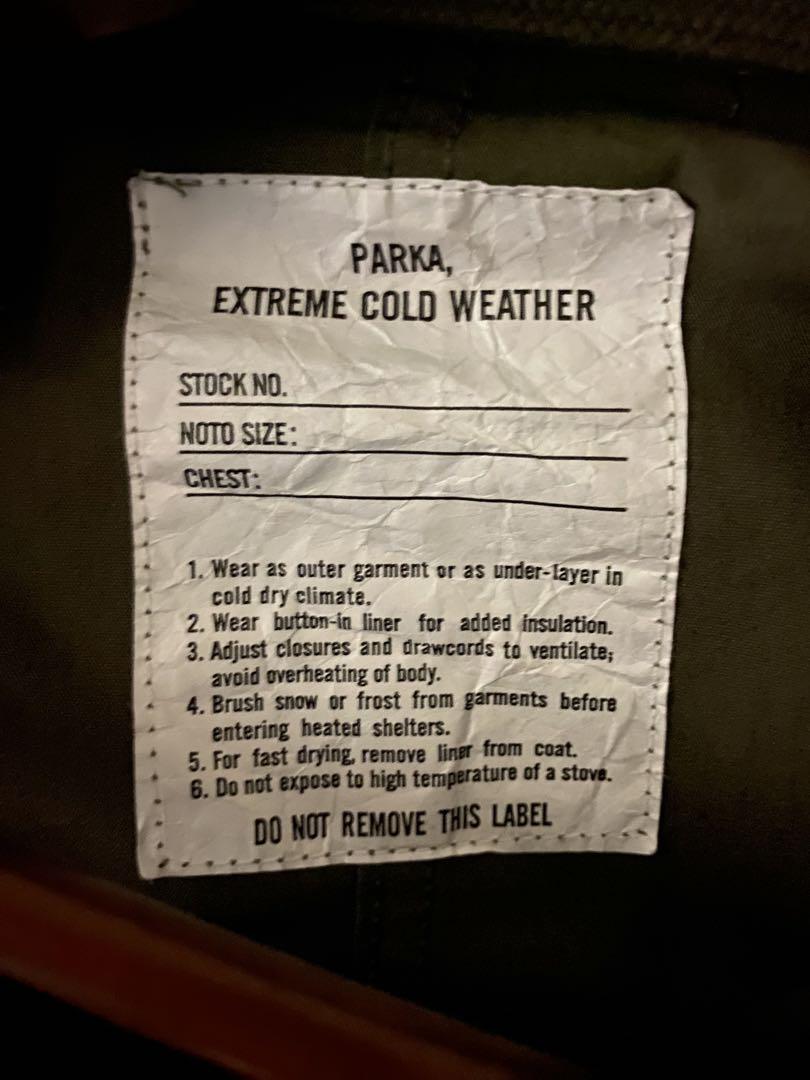 PARKA,
EXTREME COLD WEATHER
STOCK NO.
NOTO SIZE:
CHEST:
1. Wear as outer garment or as under-layer in
cold dry climate.
2. Wear button-in liner for added insulation.
3. Adjust closures and drawcords to ventilate;
avoid overheating of body.
4. Brush snow or frost from garments before
entering heated shelters.
5. For fast drying, remove liner from coat.
6. Do not expose to high temperature of a stove.
DO NOT REMOVE THIS LABEL